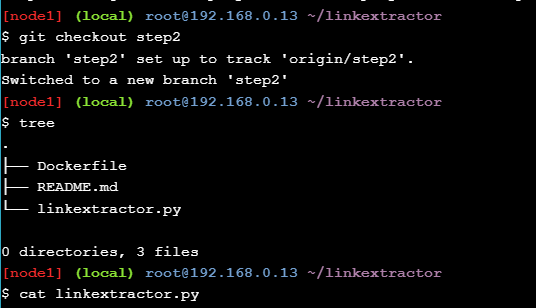 [node1] (local) root@192.168.0.13 ~/linkextractor
$ git checkout step2
branch 'step2' set up to track 'origin/step2'.
Switched to a new branch 'step2'
[node1] (local) root@192.168.0.13 ~/linkextractor
$ tree
.
├── Dockerfile
├── README.md
└── linkextractor.py

0 directories, 3 files
[node1] (local) root@192.168.0.13 ~/linkextractor
$ cat linkextractor.py